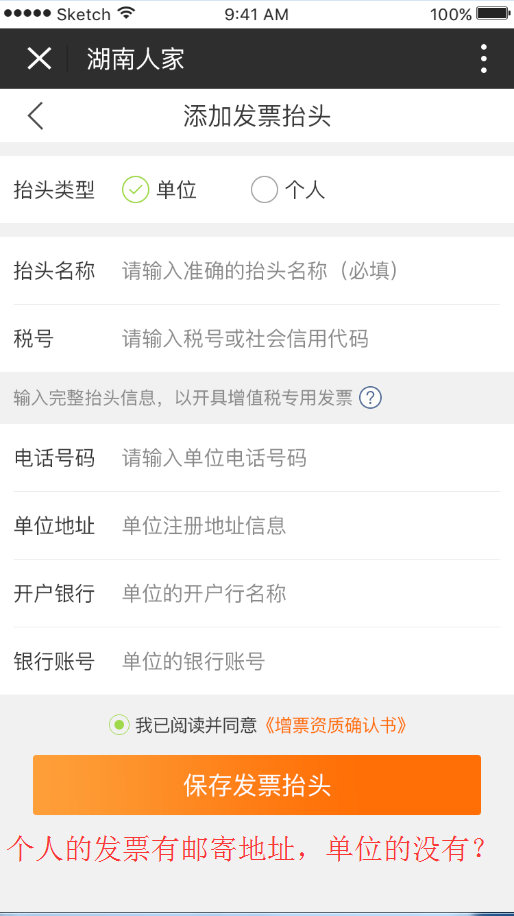 Sketch 9:41 AM 100%
湖南人家
添加发票抬头
抬头类型 单位 个人
抬头名称 请输入准确的抬头名称（必填）
税号 请输入税号或社会信用代码
输入完整抬头信息，以开具增值税专用发票 ?
电话号码 请输入单位电话号码
单位地址 单位注册地址信息
开户银行 单位的开户行名称
银行账号 单位的银行账号
我已阅读并同意《增票资质确认书》
保存发票抬头
个人的发票有邮寄地址，单位的没有？